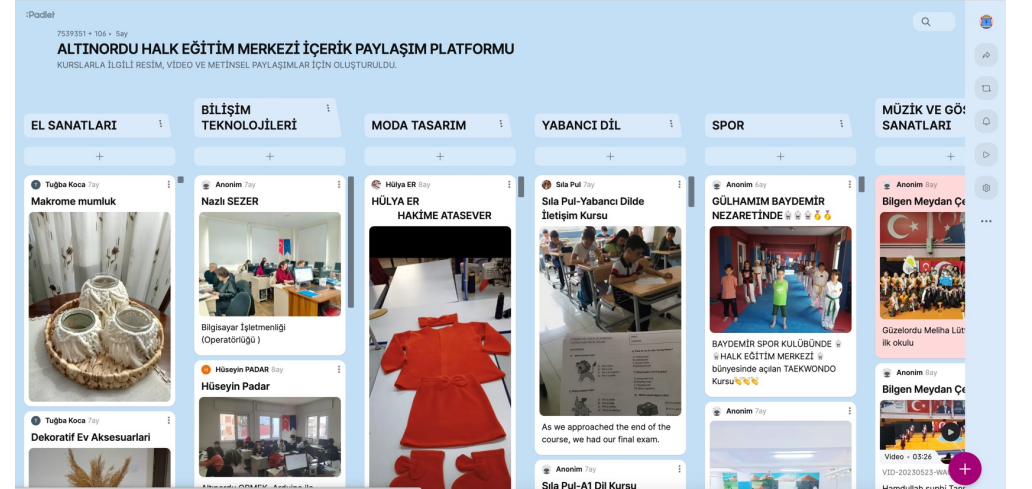 :Padlet
7539351 + 106 • 5ay
ALTINORDU HALK EĞİTİM MERKEZİ İÇERİK PAYLAŞIM PLATFORMU
KURSLARLA İLGİLİ RESİM, VİDEO VE METİNSEL PAYLAŞIMLAR İÇİN OLUŞTURULDU.
EL SANATLARI
Tuğba Koca 7ay
Makrome mumluk
Tuğba Koca 7ay
Dekoratif Ev Aksesuarlari
BİLİŞİM
TEKNOLOJİLERİ
Anonim 7ay
Nazlı SEZER
Bilgisayar İşletmenliği
(Operatörlüğü )
Hüseyin PADAR 8ay
Hüseyin Padar
MODA TASARIM
Hülya ER 8ay
HÜLYA ER
HAKİME ATASEVER
YABANCI DİL
Sıla Pul 7ay
Sıla Pul-Yabancı Dilde
İletişim Kursu
As we approached the end of the
course, we had our final exam.
Anonim 7ay
Sıla Pul-A1 Dil Kursu
SPOR
Anonim 6ay
GÜLHAMIM BAYDEMİR
NEZARETİNDE
BAYDEMİR SPOR KULÜBÜNDE
HALK EĞİTİM MERKEZİ
bünyesinde açılan TAEKWONDO
Kursu
Anonim 7ay
MÜZİK VE GÖS
SANATLARI
Anonim 8ay
Bilgen Meydan Çe
Güzelordu Meliha Lüt
ilk okulu
Anonim 8ay
Bilgen Meydan Çe
Video • 03:26
VID-20230523-WA
Hamdullah suphi Tanr